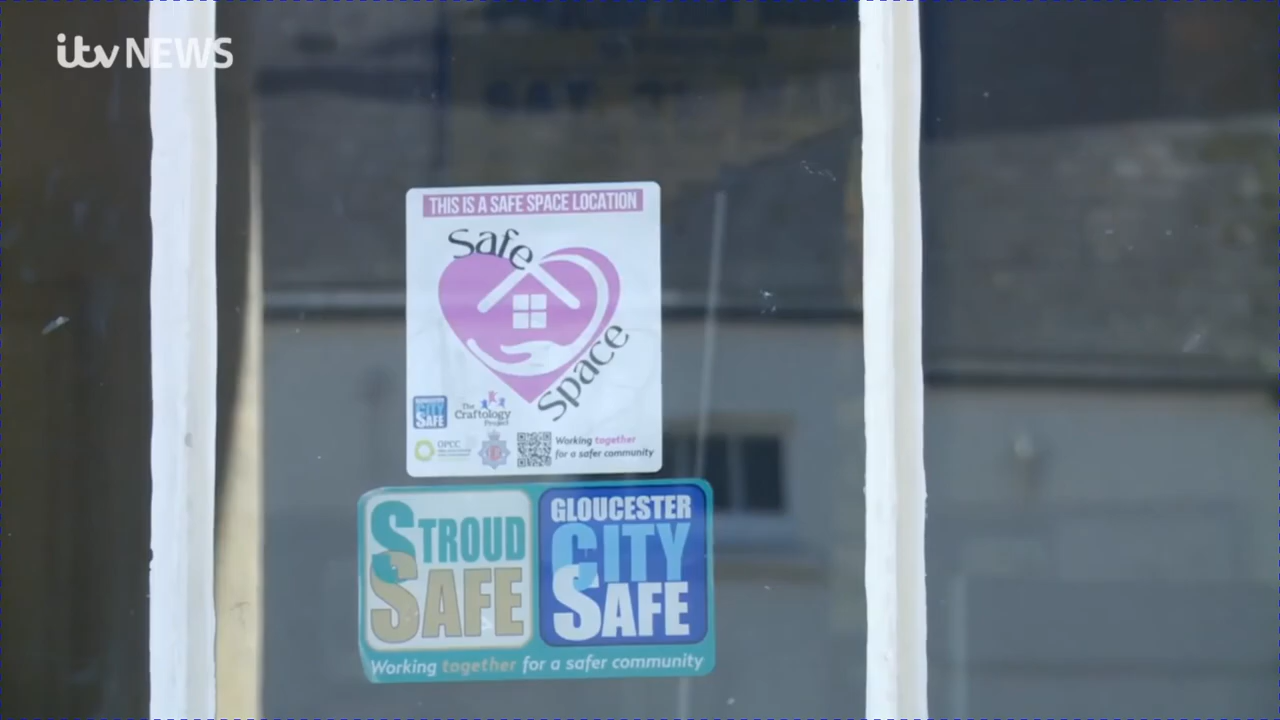 itv NEWS
THIS IS A SAFE SPACE LOCATION
Safe
Space
GLOUCESTER
CITY
SAFE
The
Craftology
Project
OPCC
Working together
for a safer community
STROUD
SAFE
GLOUCESTER
CITY
SAFE
Working together for a safer community